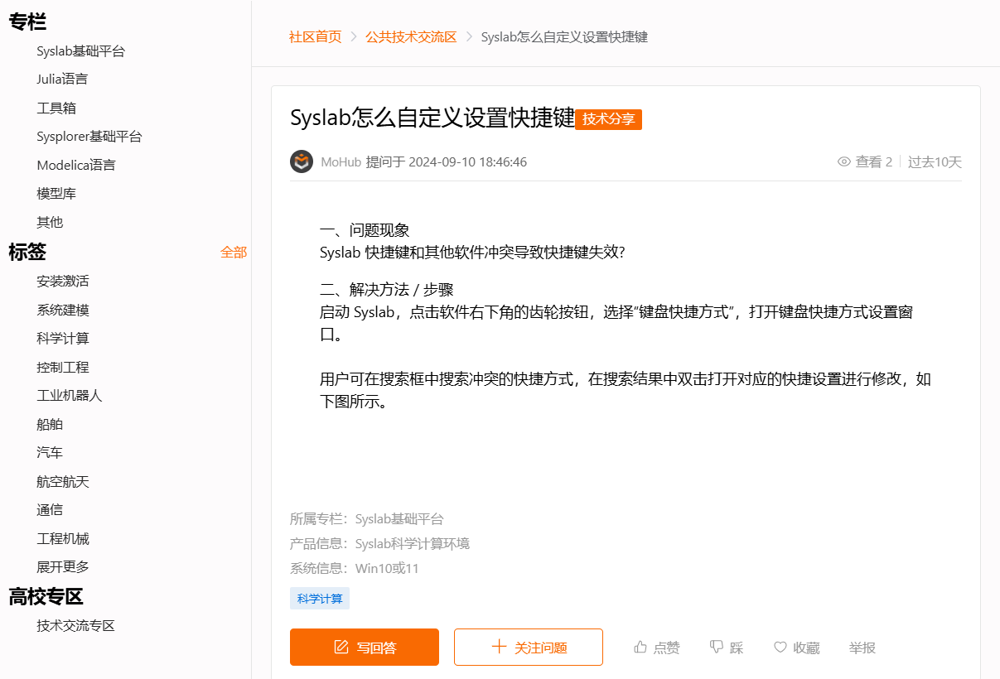 专栏
Syslab基础平台
Julia语言
工具箱
Sysplorer基础平台
Modelica语言
模型库
其他
标签 全部
安装激活
系统建模
科学计算
控制工程
工业机器人
船舶
汽车
航空航天
通信
工程机械
展开更多
高校专区
技术交流专区
社区首页 > 公共技术交流区 > Syslab怎么自定义设置快捷键
Syslab怎么自定义设置快捷键 技术分享
MoHub 提问于 2024-09-10 18:46:46 查看 2 过去10天
一、问题现象
Syslab 快捷键和其他软件冲突导致快捷键失效?
二、解决方法 / 步骤
启动 Syslab，点击软件右下角的齿轮按钮，选择“键盘快捷方式”，打开键盘快捷方式设置窗
口。
用户可在搜索框中搜索冲突的快捷方式，在搜索结果中双击打开对应的快捷设置进行修改，如
下图所示。
所属专栏：Syslab基础平台
产品信息：Syslab科学计算环境
系统信息：Win10或11
科学计算
写回答 关注问题 点赞 踩 收藏 举报